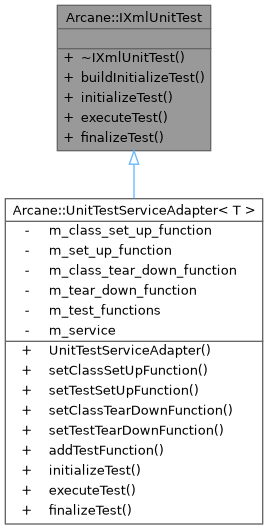 Arcane::IXmlUnitTest
+ ~IXmlUnitTest()
+ buildInitializeTest()
+ initializeTest()
+ executeTest()
+ finalizeTest()
Arcane::UnitTestServiceAdapter< T >
- m_class_set_up_function
- m_set_up_function
- m_class_tear_down_function
- m_tear_down_function
- m_test_functions
- m_service
+ UnitTestServiceAdapter()
+ setClassSetUpFunction()
+ setTestSetUpFunction()
+ setClassTearDownFunction()
+ setTestTearDownFunction()
+ addTestFunction()
+ initializeTest()
+ executeTest()
+ finalizeTest()